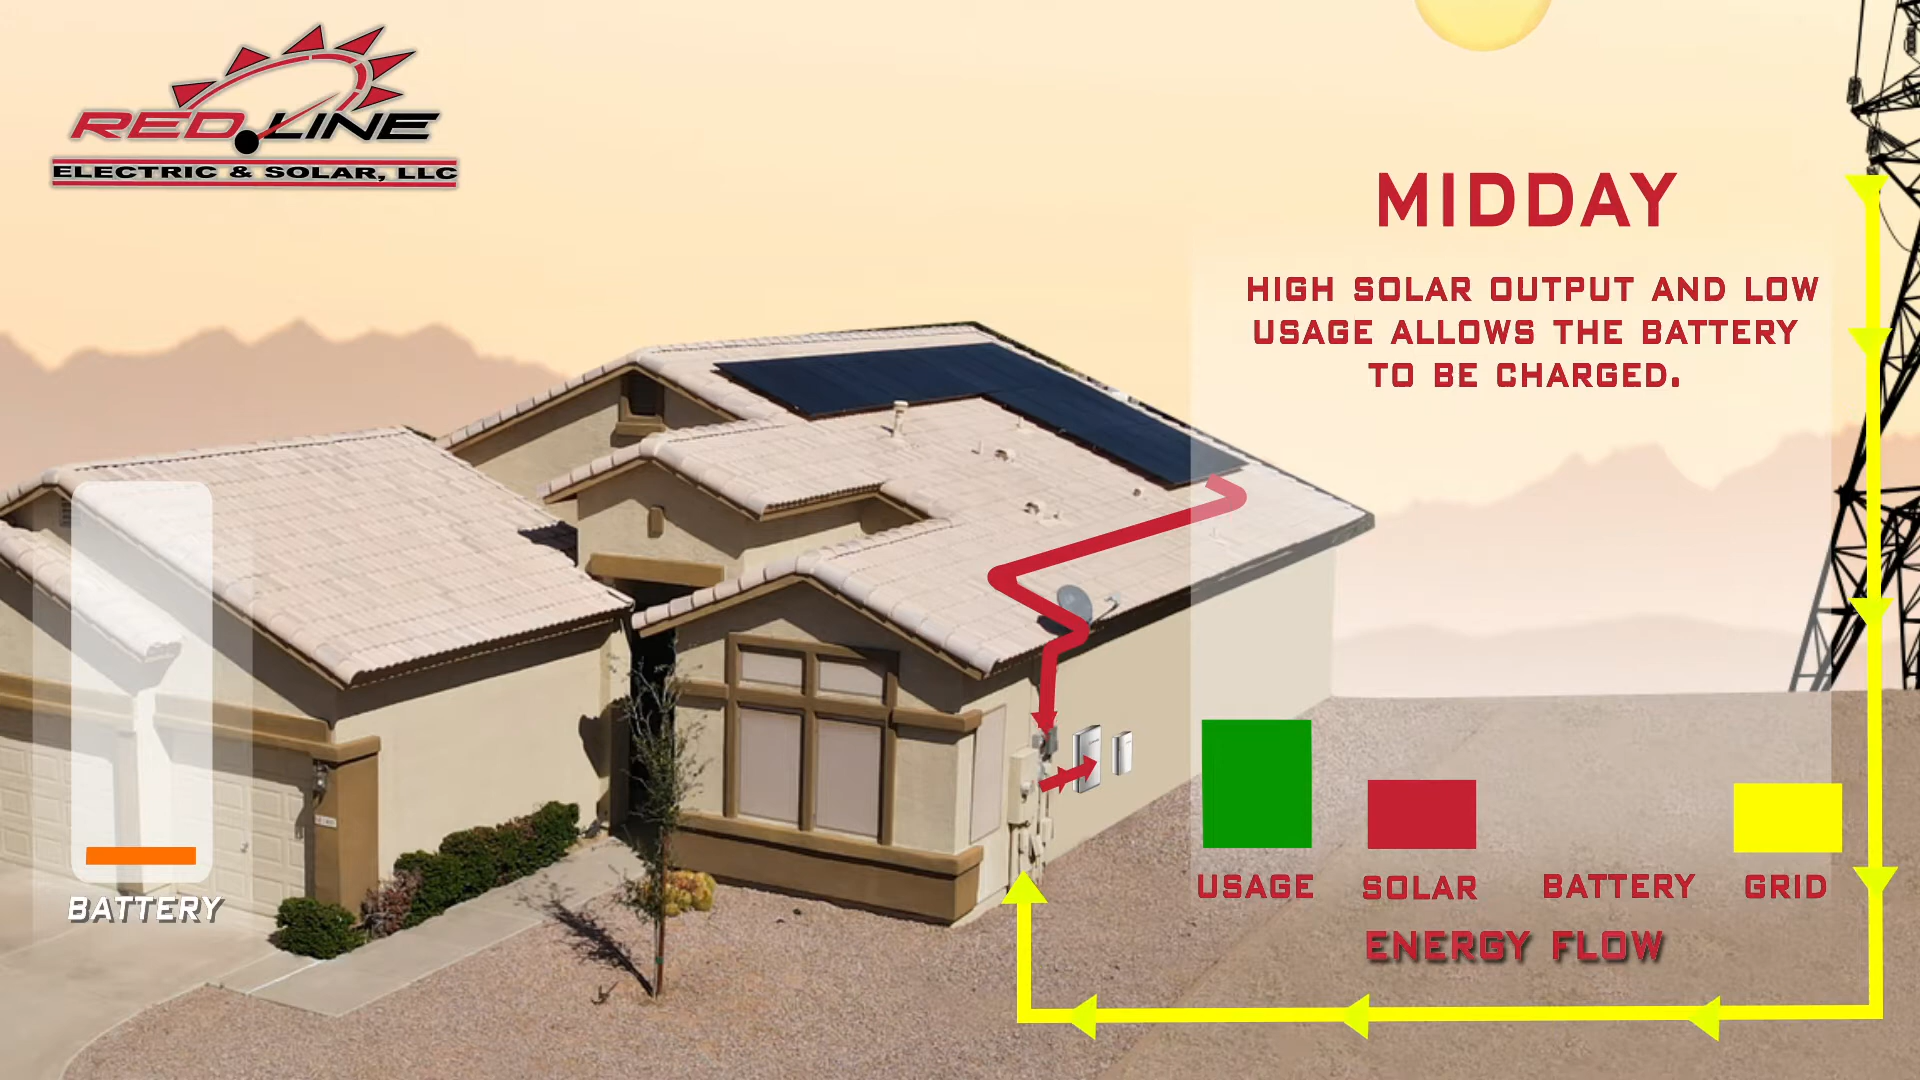 RED LINE
ELECTRIC & SOLAR, LLC
MIDDAY
HIGH SOLAR OUTPUT AND LOW
USAGE ALLOWS THE BATTERY
TO BE CHARGED.
BATTERY
USAGE SOLAR BATTERY GRID
ENERGY FLOW